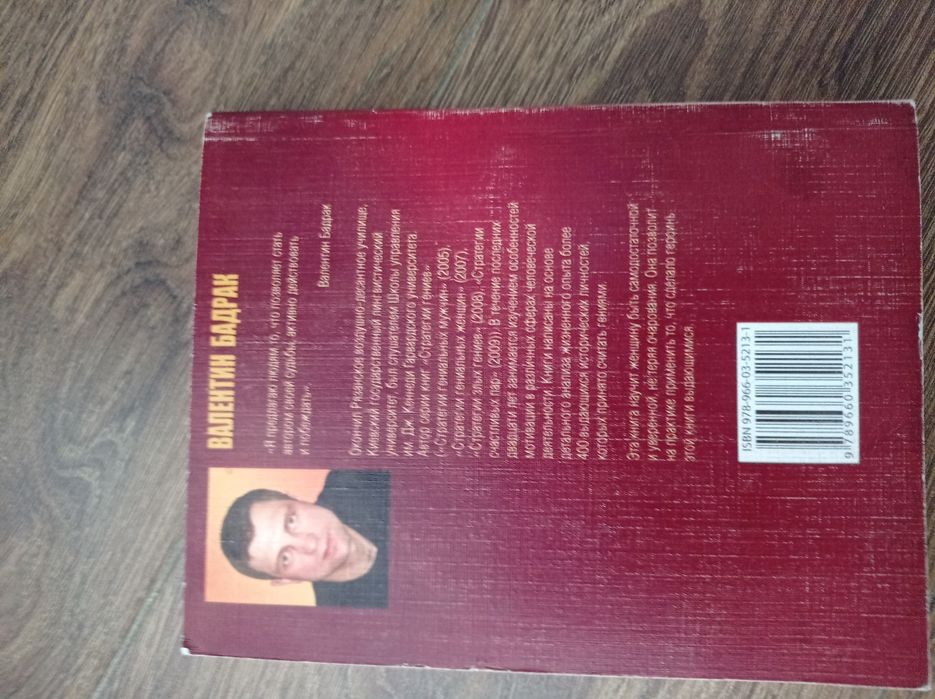 ВАЛЕНТИН БАДРАК
«Я предлагаю людям то, что позволяет стать
автором своей судьбы, активно действовать
и побеждать».
Валентин Бадрак
Окончил Рязанское воздушно-десантное училище,
Киевский государственный лингвистический
университет, был слушателем Школы управления
им. Дж. Кеннеди Гарвардского университета.
Автор серии книг «Стратегии гениев»
(«Стратегии гениальных мужчин» (2005),
«Стратегии гениальных женщин» (2007),
«Стратегии злых гениев» (2008), «Стратегии
счастливых пар» (2009)). В течение последних
двадцати лет занимается изучением особенностей
мотивации в различных сферах человеческой
деятельности. Книги написаны на основе
детального анализа жизненного опыта более
400 выдающихся исторических личностей,
которых принято считать гениями.
Эта книга научит женщину быть самодостаточной
и уверенной, не теряя очарования. Она позволит
на практике применить то, что сделало героинь
этой книги выдающимися.
ISBN 978-966-03-5213-1
9 789660 352131